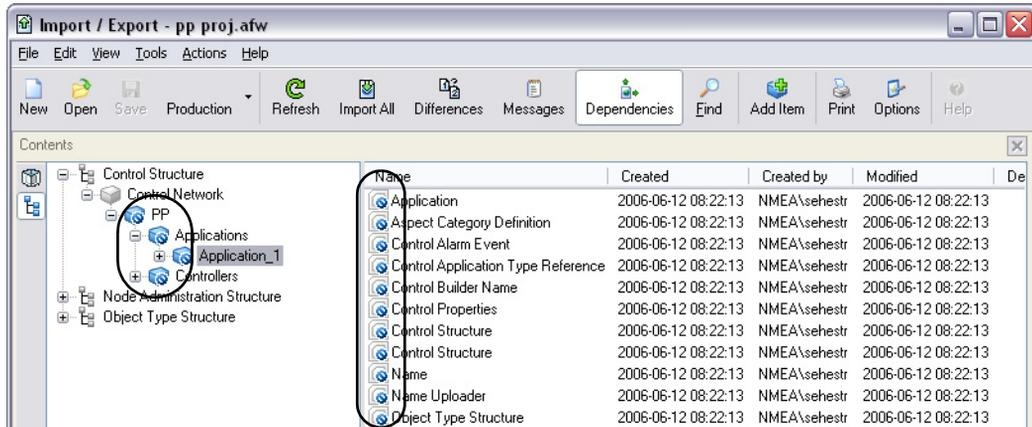 Import / Export - pp proj.afw
File Edit View Tools Actions Help
New Open Save Production Refresh Import All Differences Messages Dependencies Find Add Item Print Options Help
Contents
Control Structure
Control Network
PP
Applications
Application_1
Controllers
Node Administration Structure
Object Type Structure
Name Created Created by Modified De
Application 2006-06-12 08:22:13 NMEA\sehestr 2006-06-12 08:22:13
Aspect Category Definition 2006-06-12 08:22:13 NMEA\sehestr 2006-06-12 08:22:13
Control Alarm Event 2006-06-12 08:22:13 NMEA\sehestr 2006-06-12 08:22:13
Control Application Type Reference 2006-06-12 08:22:13 NMEA\sehestr 2006-06-12 08:22:13
Control Builder Name 2006-06-12 08:22:13 NMEA\sehestr 2006-06-12 08:22:13
Control Properties 2006-06-12 08:22:13 NMEA\sehestr 2006-06-12 08:22:13
Control Structure 2006-06-12 08:22:13 NMEA\sehestr 2006-06-12 08:22:13
Control Structure 2006-06-12 08:22:13 NMEA\sehestr 2006-06-12 08:22:13
Name 2006-06-12 08:22:13 NMEA\sehestr 2006-06-12 08:22:13
Name Uploader 2006-06-12 08:22:13 NMEA\sehestr 2006-06-12 08:22:13
Object Type Structure 2006-06-12 08:22:13 NMEA\sehestr 2006-06-12 08:22:13